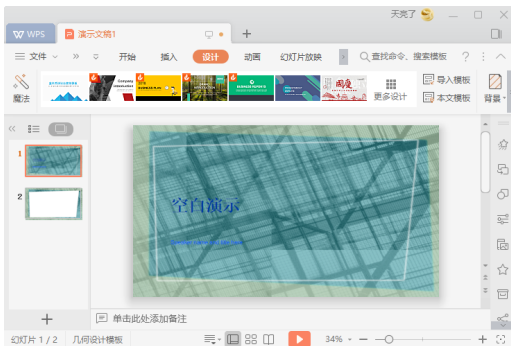 天亮了
WPS 演示文稿1
文件 开始 插入 设计 动画 幻灯片放映 查找命令、搜索模板
魔法
更多设计
导入模板
本文模板
背景
1
2
空白演示
单击此处添加备注
幻灯片 1 / 2 几何设计模板 34%